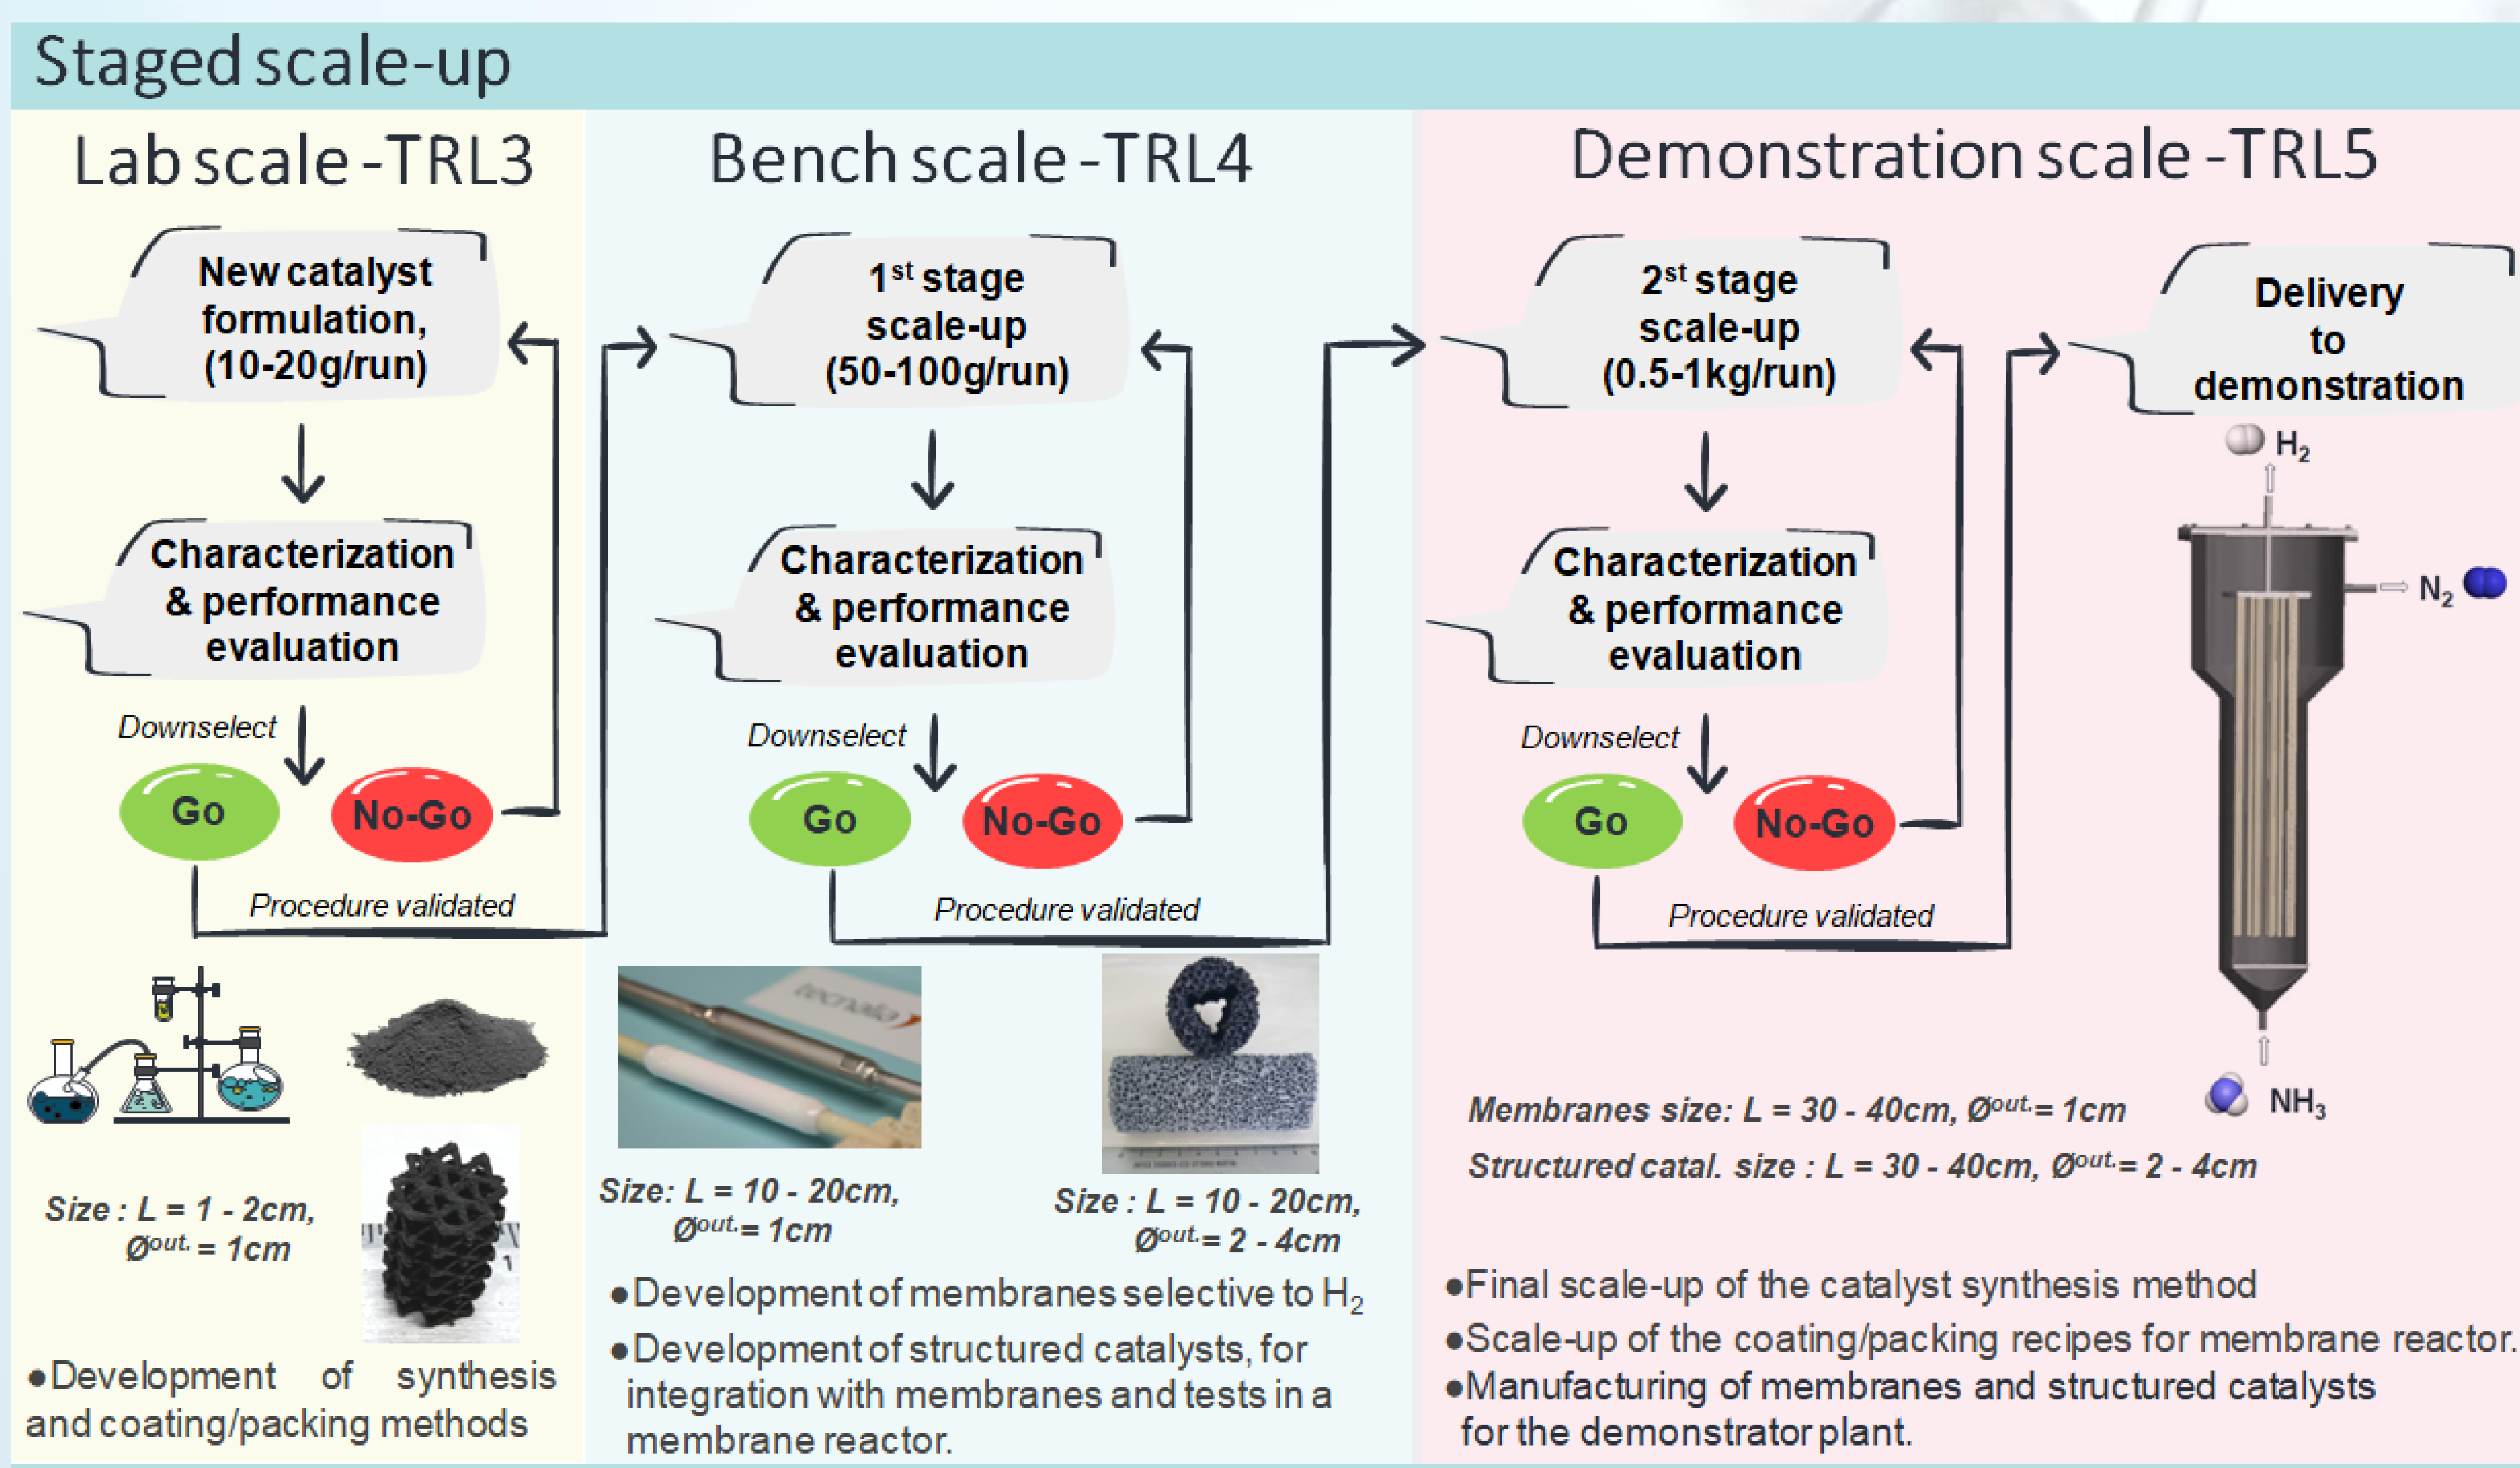 Staged scale-up
Lab scale -TRL3
New catalyst
formulation,
(10-20g/run)
Characterization
& performance
evaluation
Downselect
Go
No-Go
Procedure validated
Size : L = 1 - 2cm,
Øout. = 1cm
●Development of synthesis
and coating/packing methods
Bench scale -TRL4
1st stage
scale-up
(50-100g/run)
Characterization
& performance
evaluation
Downselect
Go
No-Go
Procedure validated
tecnalia
Size: L = 10 - 20cm,
Øout.= 1cm
Size : L = 10 - 20cm,
Øout.= 2 - 4cm
●Development of membranes selective to H2
●Development of structured catalysts, for
integration with membranes and tests in a
membrane reactor.
Demonstration scale -TRL5
2st stage
scale-up
(0.5-1kg/run)
Characterization
& performance
evaluation
Downselect
Go
No-Go
Procedure validated
Delivery
to
demonstration
H2
N2
NH3
Membranes size: L = 30 - 40cm, Øout.= 1cm
Structured catal. size : L = 30 - 40cm, Øout.= 2 - 4cm
●Final scale-up of the catalyst synthesis method
●Scale-up of the coating/packing recipes for membrane reactor.
●Manufacturing of membranes and structured catalysts
for the demonstrator plant.